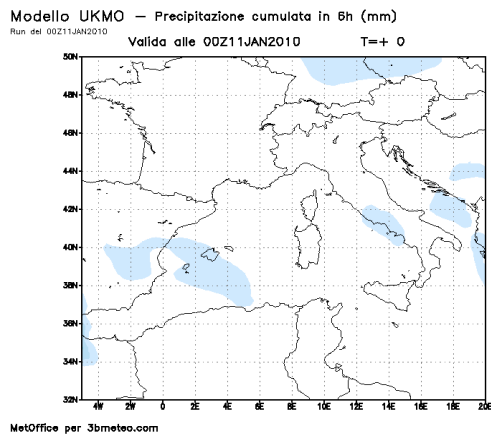 Modello UKMO – Precipitazione cumulata in 6h (mm)
Run del 00Z11JAN2010
Valida alle 00Z11JAN2010 T=+ 0
50N
48N
46N
44N
42N
40N
38N
36N
34N
32N
4W 2W 0 2E 4E 6E 8E 10E 12E 14E 16E 18E 20E
MetOffice per 3bmeteo.com